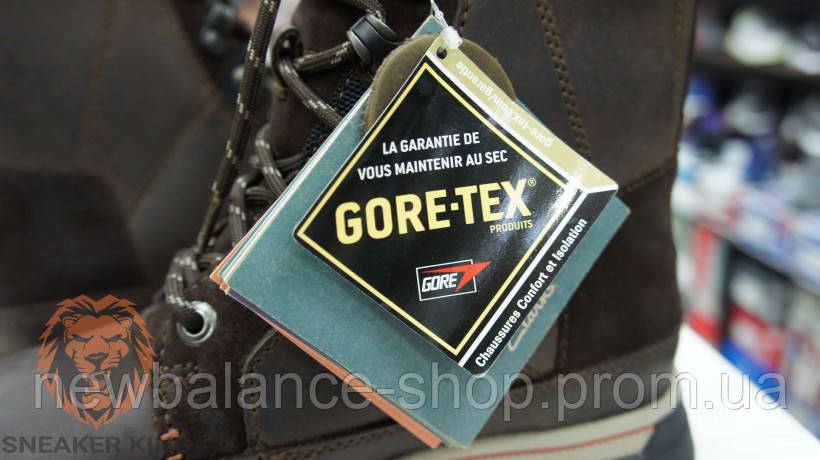 gore-tex.com/garantie
LA GARANTIE DE
VOUS MAINTENIR AU SEC
GORE-TEX®
PRODUITS
GORE
Chaussures Confort et Isolation
Clarks
newbalance-shop.prom.ua
SNEAKER